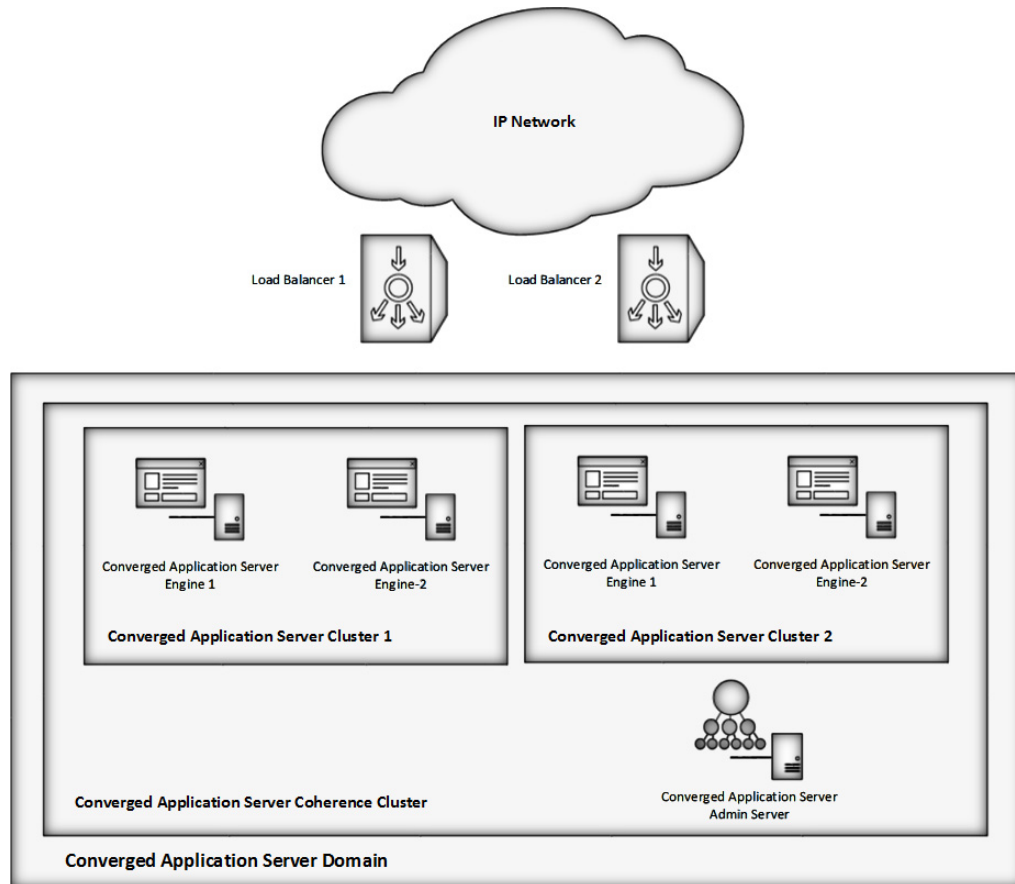 IP Network
Load Balancer 1
Load Balancer 2
Converged Application Server
Engine 1
Converged Application Server
Engine-2
Converged Application Server
Engine 1
Converged Application Server
Engine-2
Converged Application Server Cluster 1
Converged Application Server Cluster 2
Converged Application Server Coherence Cluster
Converged Application Server
Admin Server
Converged Application Server Domain